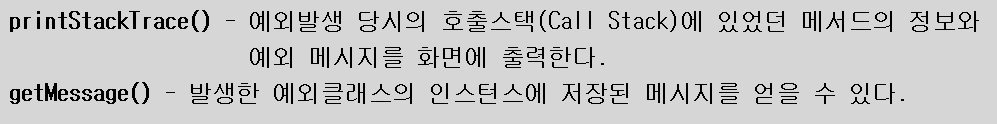 printStackTrace() - 예외발생 당시의 호출스택(Call Stack)에 있었던 메서드의 정보와
예외 메시지를 화면에 출력한다.
getMessage() - 발생한 예외클래스의 인스턴스에 저장된 메시지를 얻을 수 있다.